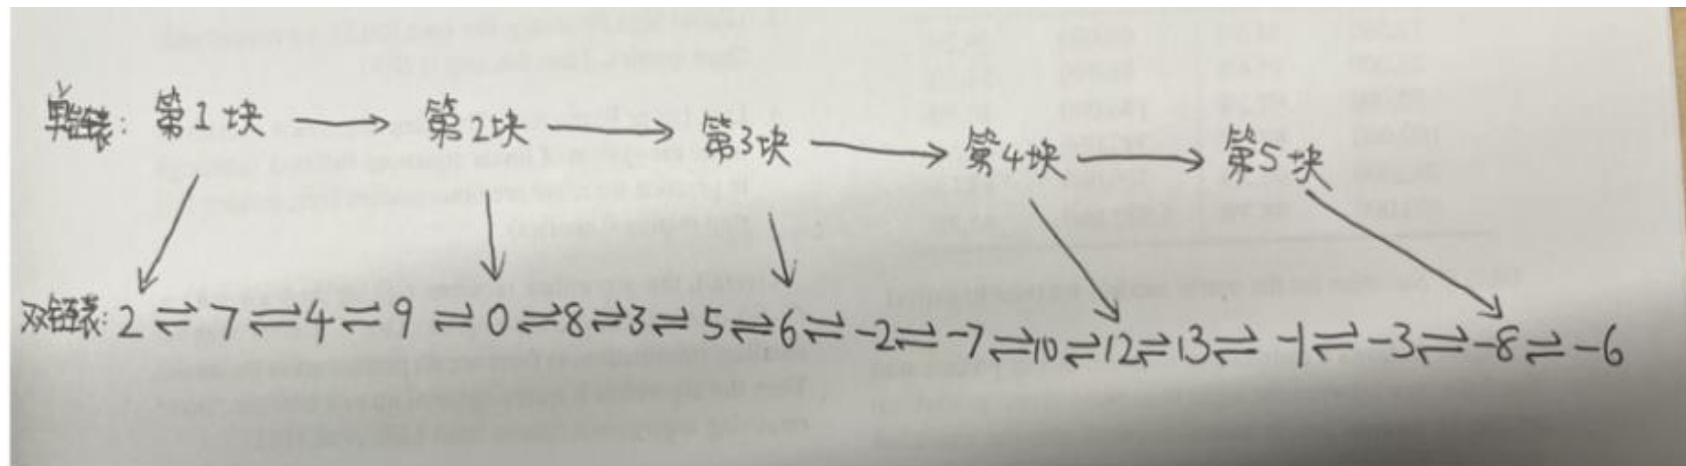 单链表: 第1块 → 第2块 → 第3块 → 第4块 → 第5块
双链表: 2 ⇌ 7 ⇌ 4 ⇌ 9 ⇌ 0 ⇌ 8 ⇌ 3 ⇌ 5 ⇌ 6 ⇌ -2 ⇌ -7 ⇌ 10 ⇌ 12 ⇌ 13 ⇌ -1 ⇌ -3 ⇌ -8 ⇌ -6